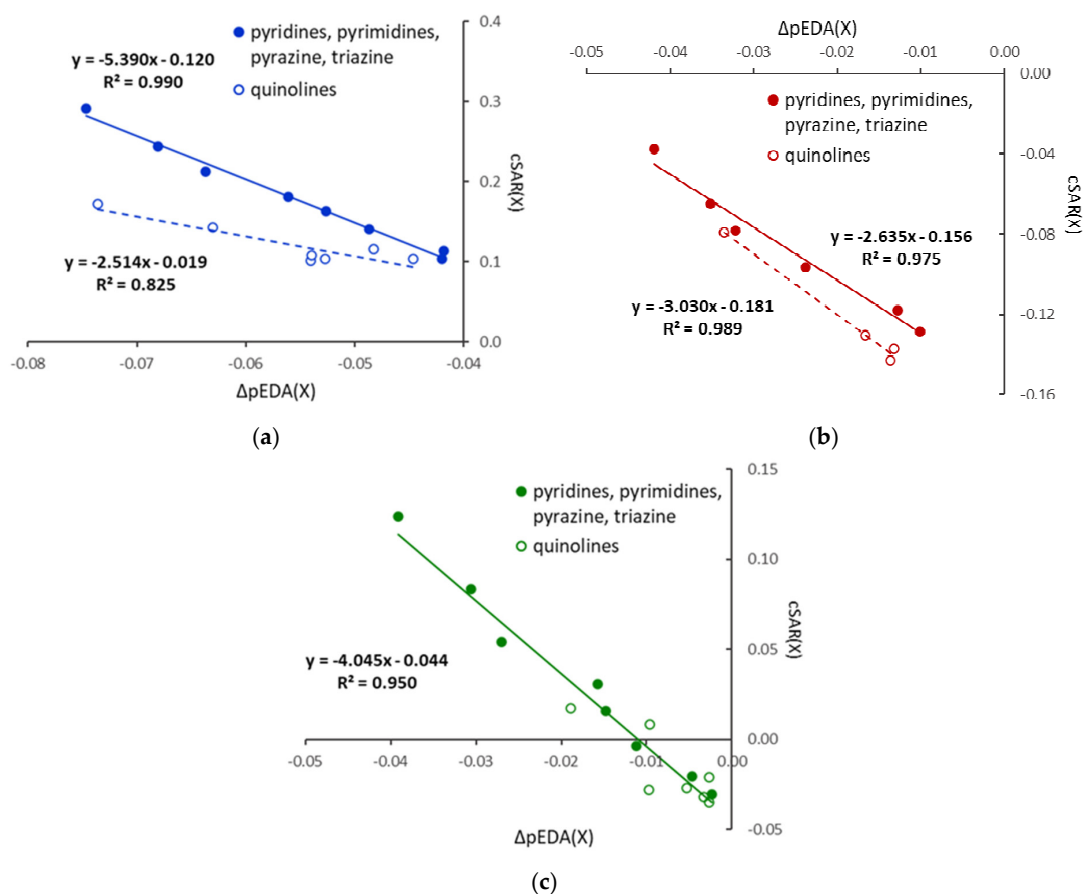 pyridines, pyrimidines,
pyrazine, triazine
quinolines
y = -5.390x - 0.120
R² = 0.990
y = -2.514x - 0.019
R² = 0.825
0.4
0.3
0.2
0.1
0.0
cSAR(X)
-0.08
-0.07
-0.06
-0.05
-0.04
ΔpEDA(X)
(a)
ΔpEDA(X)
-0.05
-0.04
-0.03
-0.02
-0.01
0.00
0.00
-0.04
-0.08
-0.12
-0.16
cSAR(X)
pyridines, pyrimidines,
pyrazine, triazine
quinolines
y = -2.635x - 0.156
R² = 0.975
y = -3.030x - 0.181
R² = 0.989
(b)
pyridines, pyrimidines,
pyrazine, triazine
quinolines
0.15
0.10
0.05
0.00
-0.05
cSAR(X)
y = -4.045x - 0.044
R² = 0.950
-0.05
-0.04
-0.03
-0.02
-0.01
0.00
ΔpEDA(X)
(c)